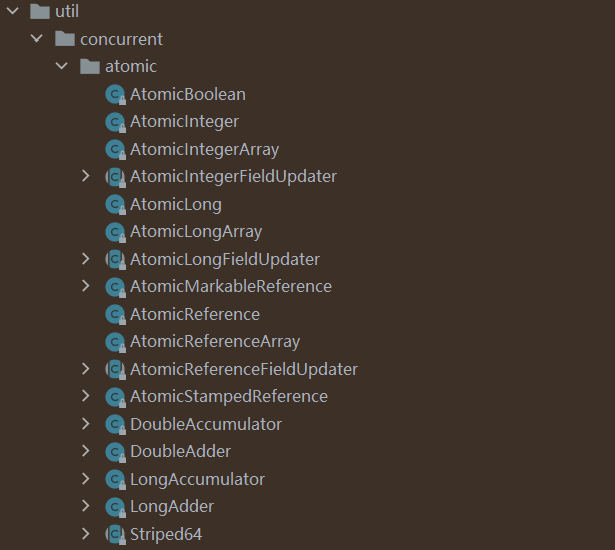 util
concurrent
atomic
AtomicBoolean
AtomicInteger
AtomicIntegerArray
AtomicIntegerFieldUpdater
AtomicLong
AtomicLongArray
AtomicLongFieldUpdater
AtomicMarkableReference
AtomicReference
AtomicReferenceArray
AtomicReferenceFieldUpdater
AtomicStampedReference
DoubleAccumulator
DoubleAdder
LongAccumulator
LongAdder
Striped64